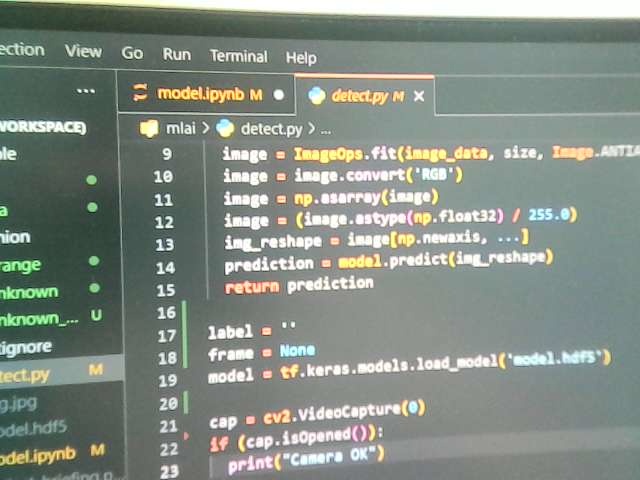 ection View Go Run Terminal Help
... model.ipynb M detect.py M
WORKSPACE)
mlai > detect.py > ...
9 image = ImageOps.fit(image_data, size, Image.ANTIA
10 image = image.convert('RGB')
11 image = np.asarray(image)
12 image = (image.astype(np.float32) / 255.0)
13 img_reshape = image[np.newaxis, ...]
14 prediction = model.predict(img_reshape)
15 return prediction
16
17 label = ''
18 frame = None
19 model = tf.keras.models.load_model('model.hdf5')
20
21 cap = cv2.VideoCapture(0)
22 if (cap.isOpened()):
23 print("Camera OK")
le
a
nion
range
nknown
nknown_... U
tignore
tect.py M
g.jpg
odel.hdf5
odel.ipynb M